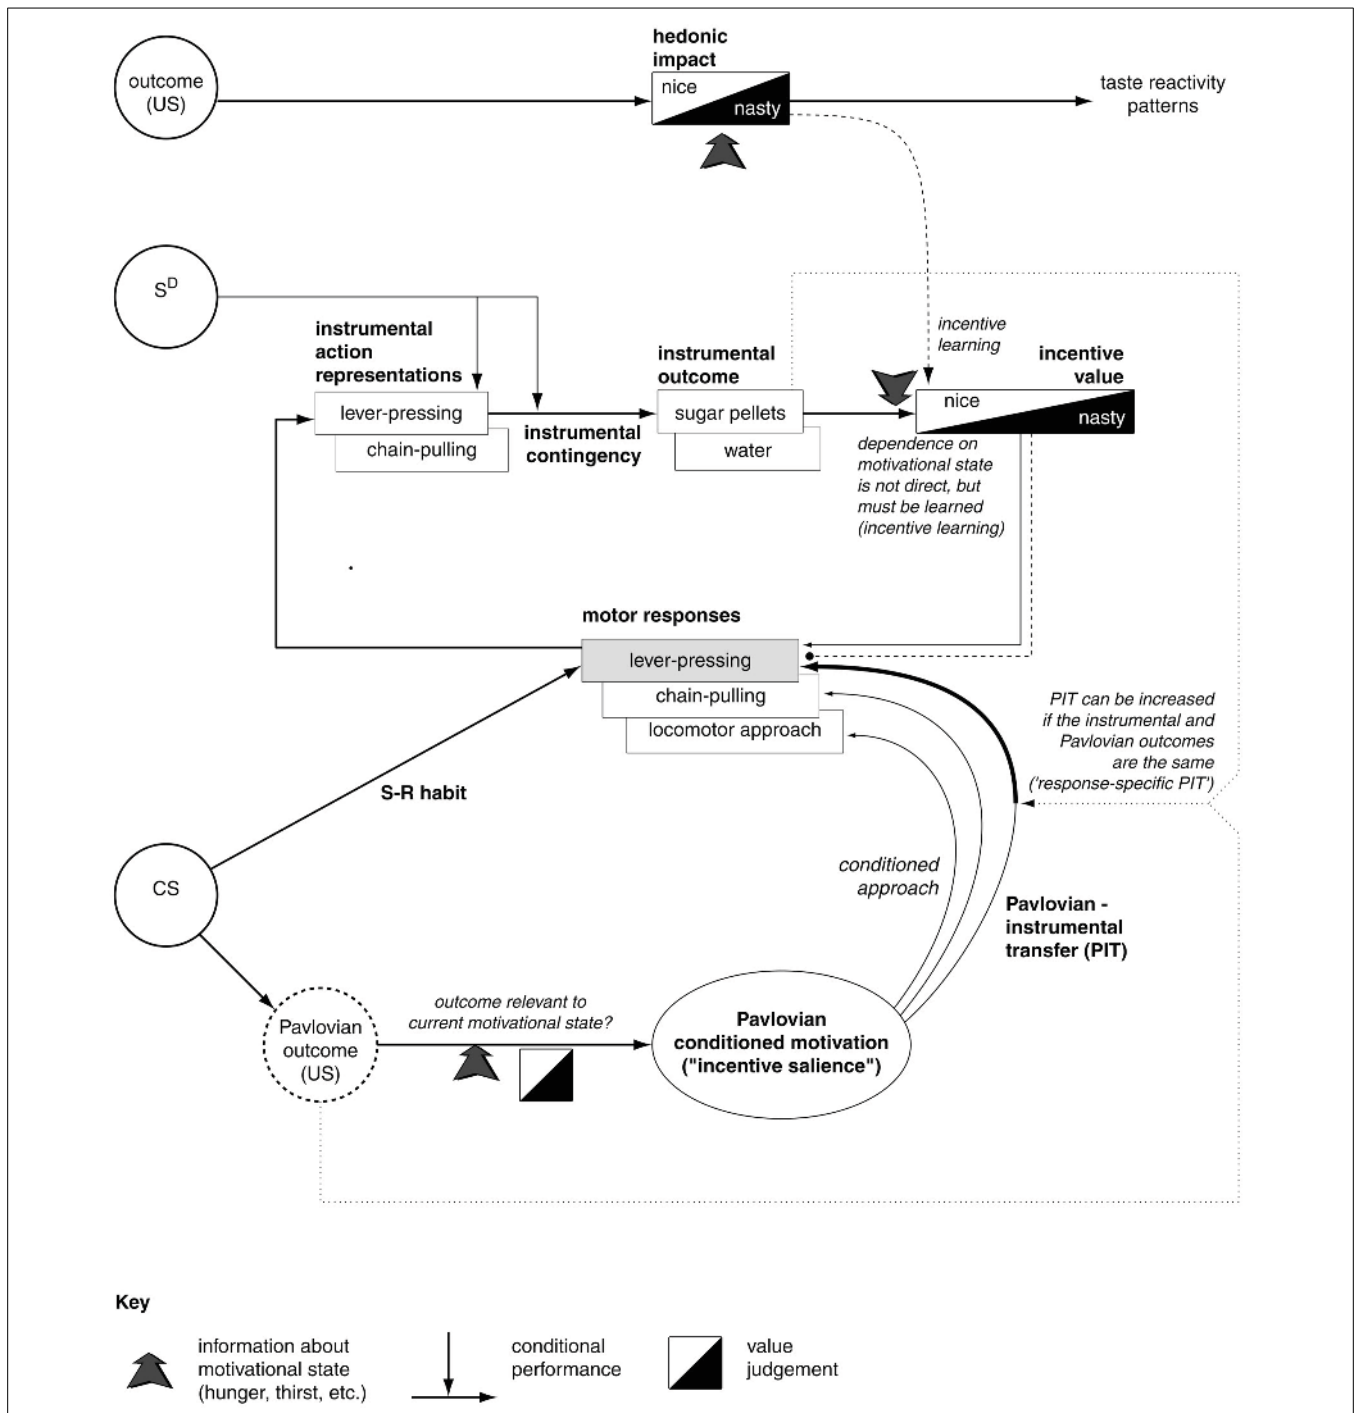 hedonic
impact
outcome
(US)
nice
nasty
taste reactivity
patterns
S^D
instrumental
action
representations
lever-pressing
chain-pulling
instrumental
contingency
instrumental
outcome
sugar pellets
water
incentive
learning
incentive
value
nice
nasty
dependence on
motivational state
is not direct, but
must be learned
(incentive learning)
motor responses
lever-pressing
chain-pulling
locomotor approach
PIT can be increased
if the instrumental and
Pavlovian outcomes
are the same
('response-specific PIT')
S-R habit
CS
conditioned
approach
Pavlovian -
instrumental
transfer (PIT)
Pavlovian
outcome
(US)
outcome relevant to
current motivational state?
Pavlovian
conditioned motivation
("incentive salience")
Key
information about
motivational state
(hunger, thirst, etc.)
conditional
performance
value
judgement